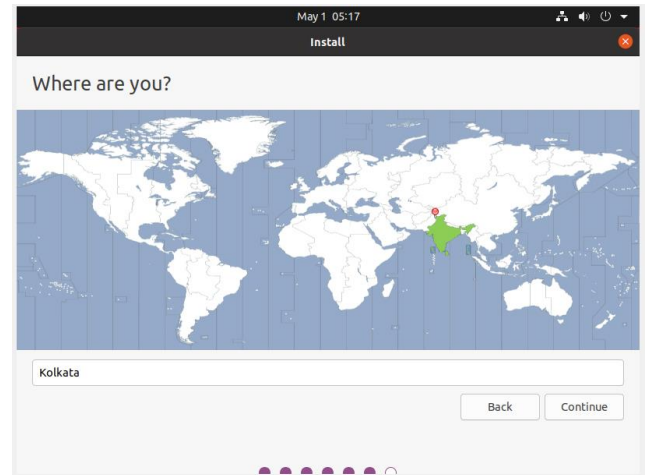 May 1 05:17
Install
Where are you?
Kolkata
Back
Continue